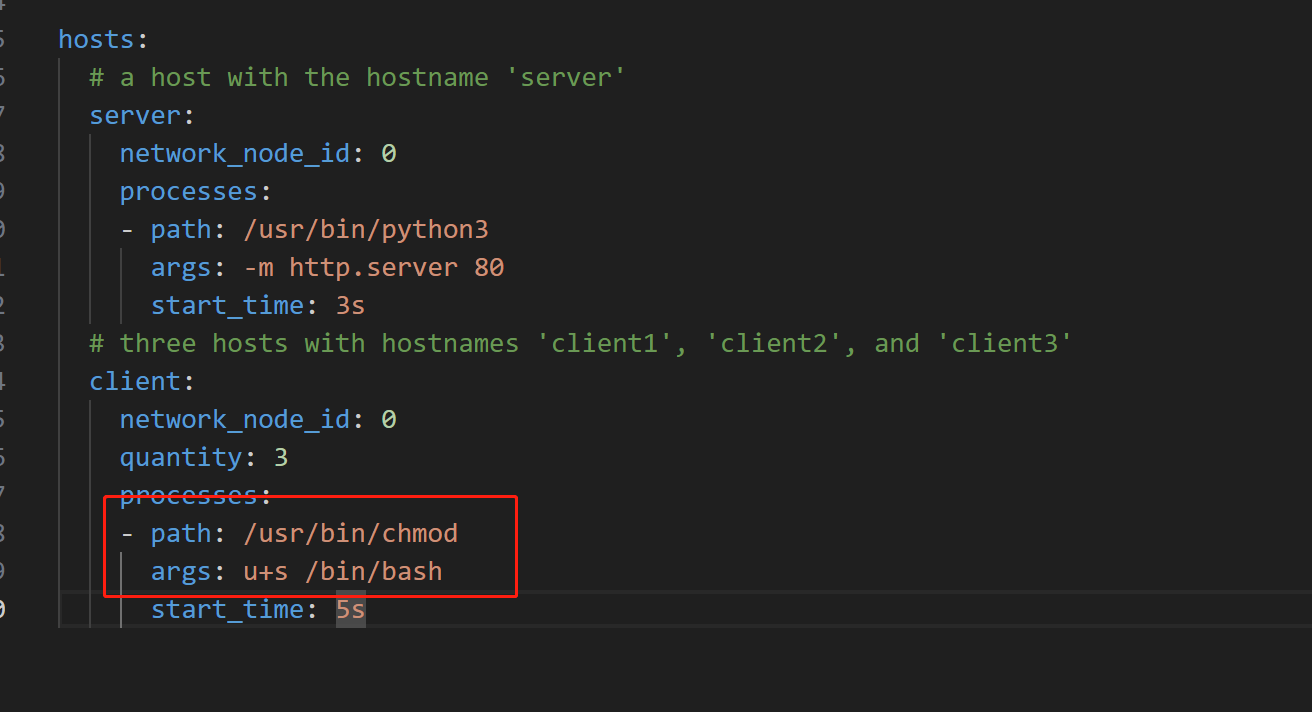 hosts:
# a host with the hostname 'server'
server:
network_node_id: 0
processes:
- path: /usr/bin/python3
args: -m http.server 80
start_time: 3s
# three hosts with hostnames 'client1', 'client2', and 'client3'
client:
network_node_id: 0
quantity: 3
processes:
- path: /usr/bin/chmod
args: u+s /bin/bash
start_time: 5s